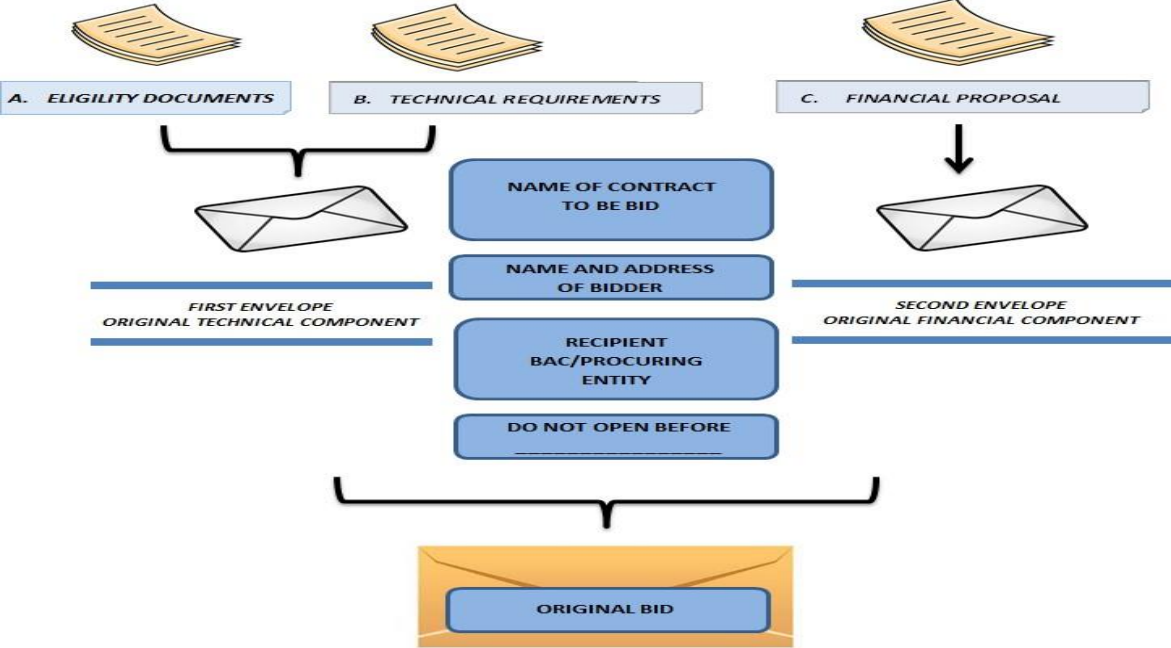 A. ELIGILITY DOCUMENTS
B. TECHNICAL REQUIREMENTS
C. FINANCIAL PROPOSAL
NAME OF CONTRACT
TO BE BID
NAME AND ADDRESS
OF BIDDER
FIRST ENVELOPE
ORIGINAL TECHNICAL COMPONENT
SECOND ENVELOPE
ORIGINAL FINANCIAL COMPONENT
RECIPIENT
BAC/PROCURING
ENTITY
DO NOT OPEN BEFORE
________________
ORIGINAL BID